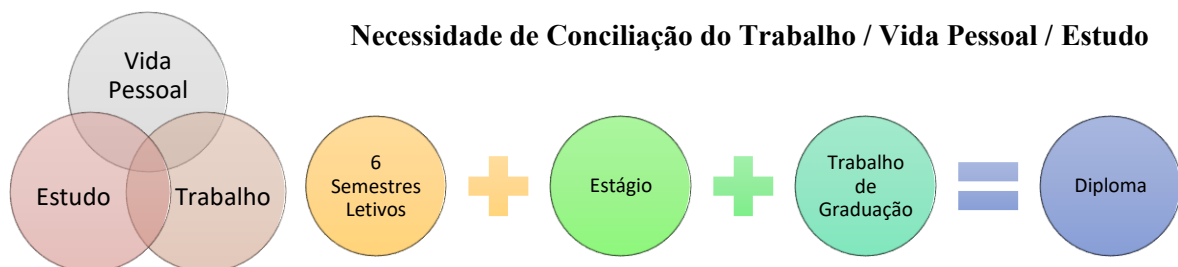 Necessidade de Conciliação do Trabalho / Vida Pessoal / Estudo
Vida
Pessoal
Estudo
Trabalho
6
Semestres
Letivos
Estágio
Trabalho
de
Graduação
Diploma